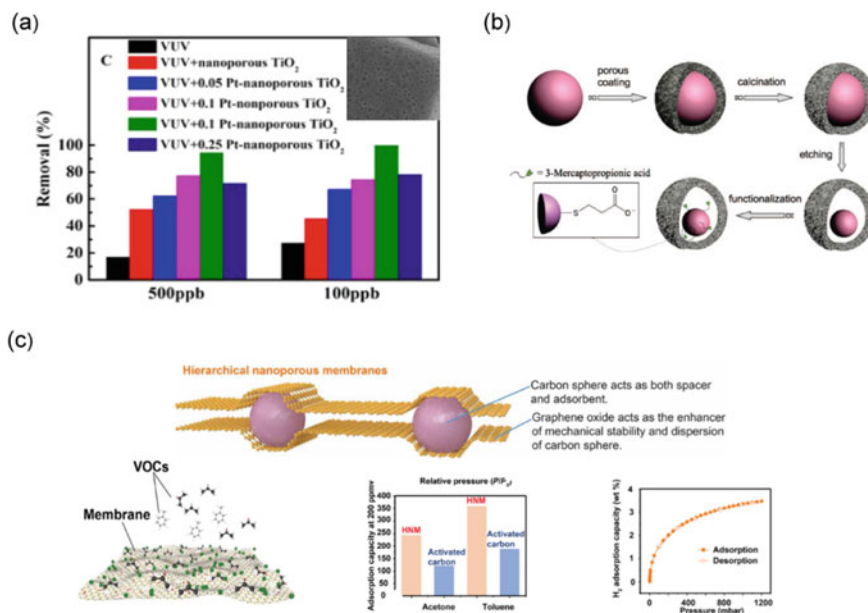 (a)
C
VUV
VUV+nanoporous TiO2
VUV+0.05 Pt-nanoporous TiO2
VUV+0.1 Pt-nonporous TiO2
VUV+0.1 Pt-nanoporous TiO2
VUV+0.25 Pt-nanoporous TiO2
Removal (%)
100
80
60
40
20
0
500ppb
100ppb
(b)
porous
coating
calcination
etching
= 3-Mercaptopropionic acid
functionalization
S
O
O-
(c)
Hierarchical nanoporous membranes
Carbon sphere acts as both spacer
and adsorbent.
Graphene oxide acts as the enhancer
of mechanical stability and dispersion
of carbon sphere.
VOCs
Membrane
Relative pressure (P/P0)
Adsorption capacity at 200 ppmv
400
350
300
250
200
150
100
50
0
HNM
Activated
carbon
HNM
Activated
carbon
Acetone
Toluene
H2 adsorption capacity (wt %)
4
3
2
1
0
Adsorption
Desorption
0
400
800
1200
Pressure (mbar)